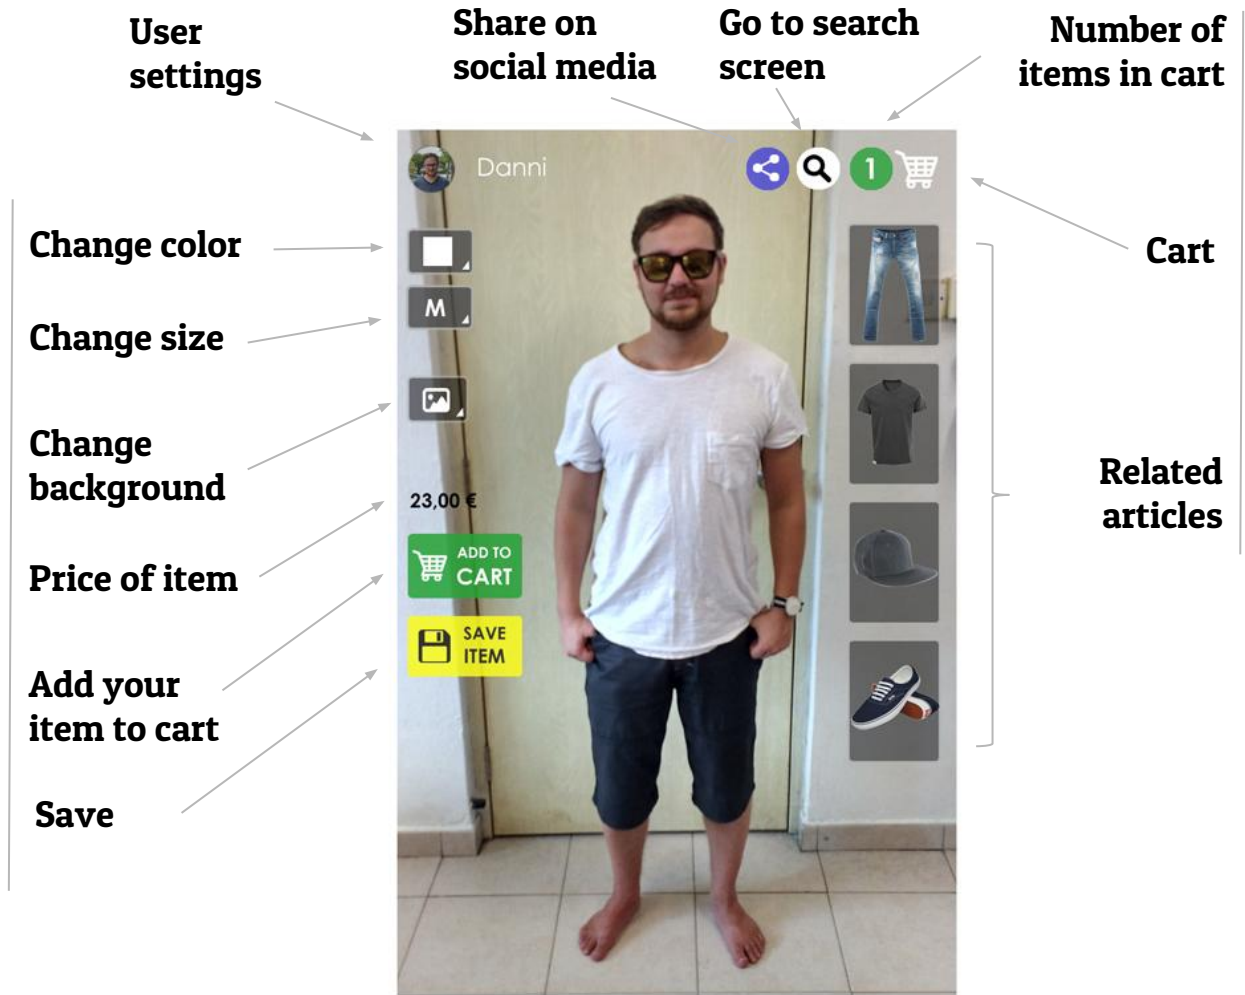 User
settings
Share on
social media
Go to search
screen
Number of
items in cart
Danni
1
Change color
Cart
Change size
M
Change
background
Related
articles
23,00 €
Price of item
ADD TO
CART
Add your
item to cart
SAVE
ITEM
Save